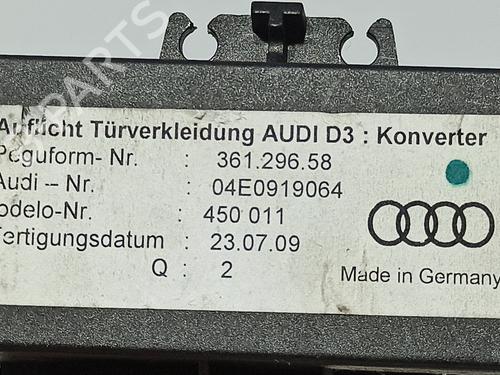 Auflicht Türverkleidung AUDI D3 : Konverter
Peguform- Nr. : 361.296.58
Audi – Nr. : 04E0919064
odelo-Nr. : 450 011
Fertigungsdatum : 23.07.09
Q : 2
Made in Germany
PARTS